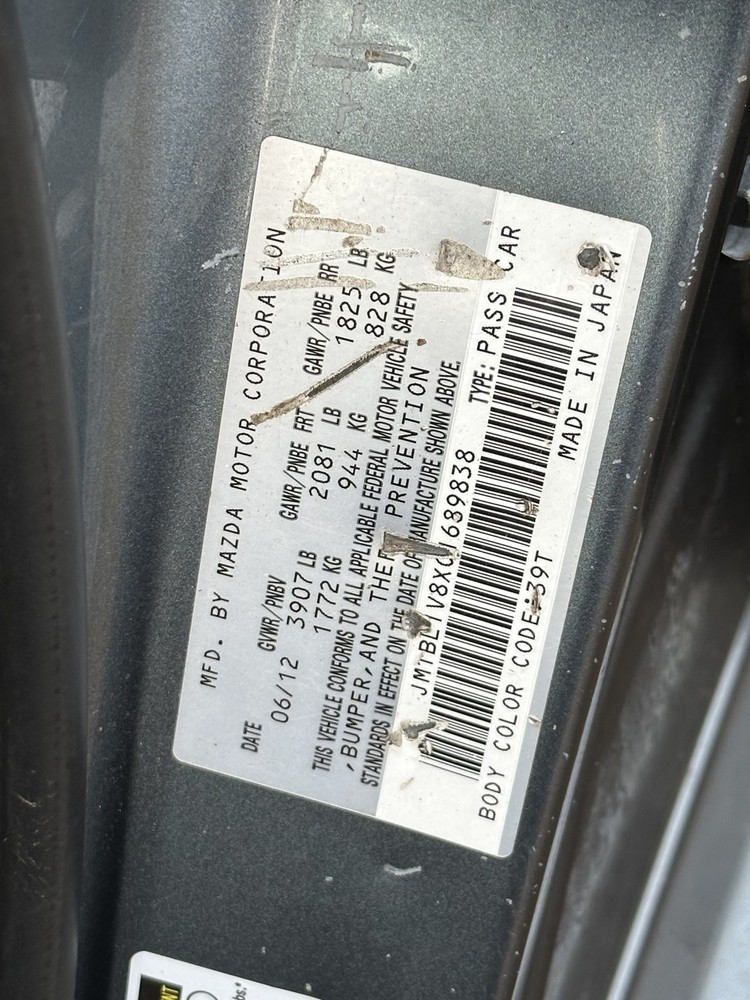 MFD. BY MAZDA MOTOR CORPORATION
DATE GVWR/PNBV GAWR/PNBE FRT GAWR/PNBE RR
06/12 3907 LB 2081 LB 1825 LB
1772 KG 944 KG 828 KG
THIS VEHICLE CONFORMS TO ALL APPLICABLE FEDERAL MOTOR VEHICLE SAFETY
, BUMPER, AND THEFT PREVENTION
STANDARDS IN EFFECT ON THE DATE OF MANUFACTURE SHOWN ABOVE.
JM1BL1V8XC1689838 TYPE: PASS CAR
BODY COLOR CODE: 39T MADE IN JAPAN